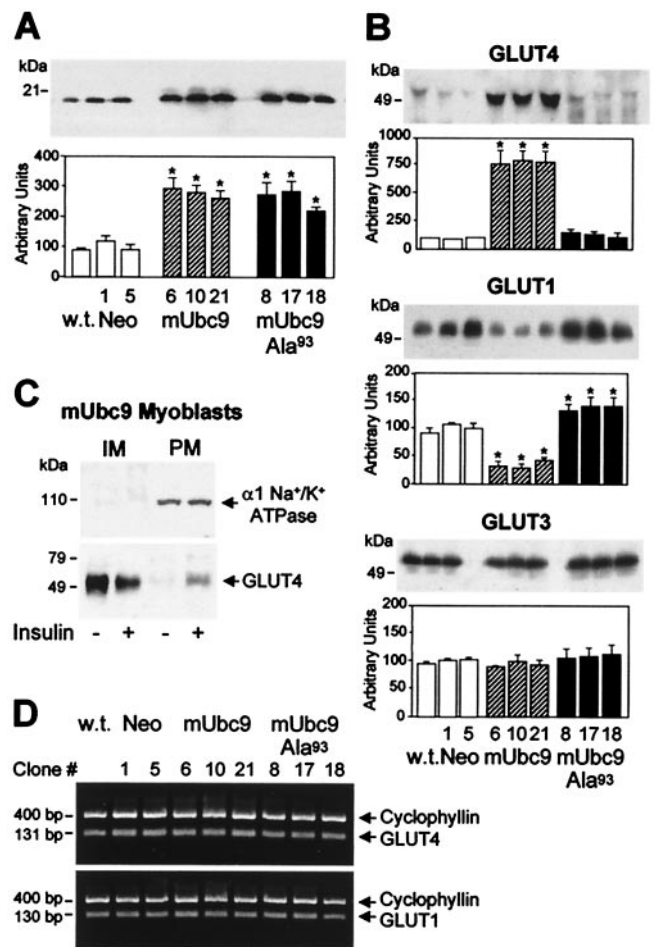 A
kDa
21-
Arbitrary Units
400
300
200
100
0
* * * * * *
1 5 6 10 21 8 17 18
w.t. Neo mUbc9 mUbc9
Ala93
B
GLUT4
kDa
49-
Arbitrary Units
1000
750
500
250
0
* * *
GLUT1
49-
Arbitrary Units
200
150
100
50
0
* * * * * *
GLUT3
kDa
49-
Arbitrary Units
200
150
100
50
0
1 5 6 10 21 8 17 18
w.t. Neo mUbc9 mUbc9
Ala93
C
mUbc9 Myoblasts
IM PM
kDa
110 - α1 Na+/K+
ATPase
79 -
49 - GLUT4
Insulin - + - +
D
w.t. Neo mUbc9 mUbc9
Ala93
Clone # 1 5 6 10 21 8 17 18
400 bp - Cyclophyllin
131 bp - GLUT4
400 bp - Cyclophyllin
130 bp - GLUT1